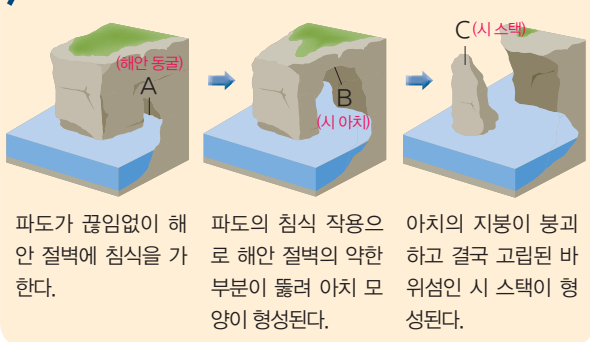 (해안 동굴)
A
B
(시 아치)
C(시 스택)
파도가 끊임없이 해
안 절벽에 침식을 가
한다.
파도의 침식 작용으
로 해안 절벽의 약한
부분이 뚫려 아치 모
양이 형성된다.
아치의 지붕이 붕괴
하고 결국 고립된 바
위섬인 시 스택이 형
성된다.